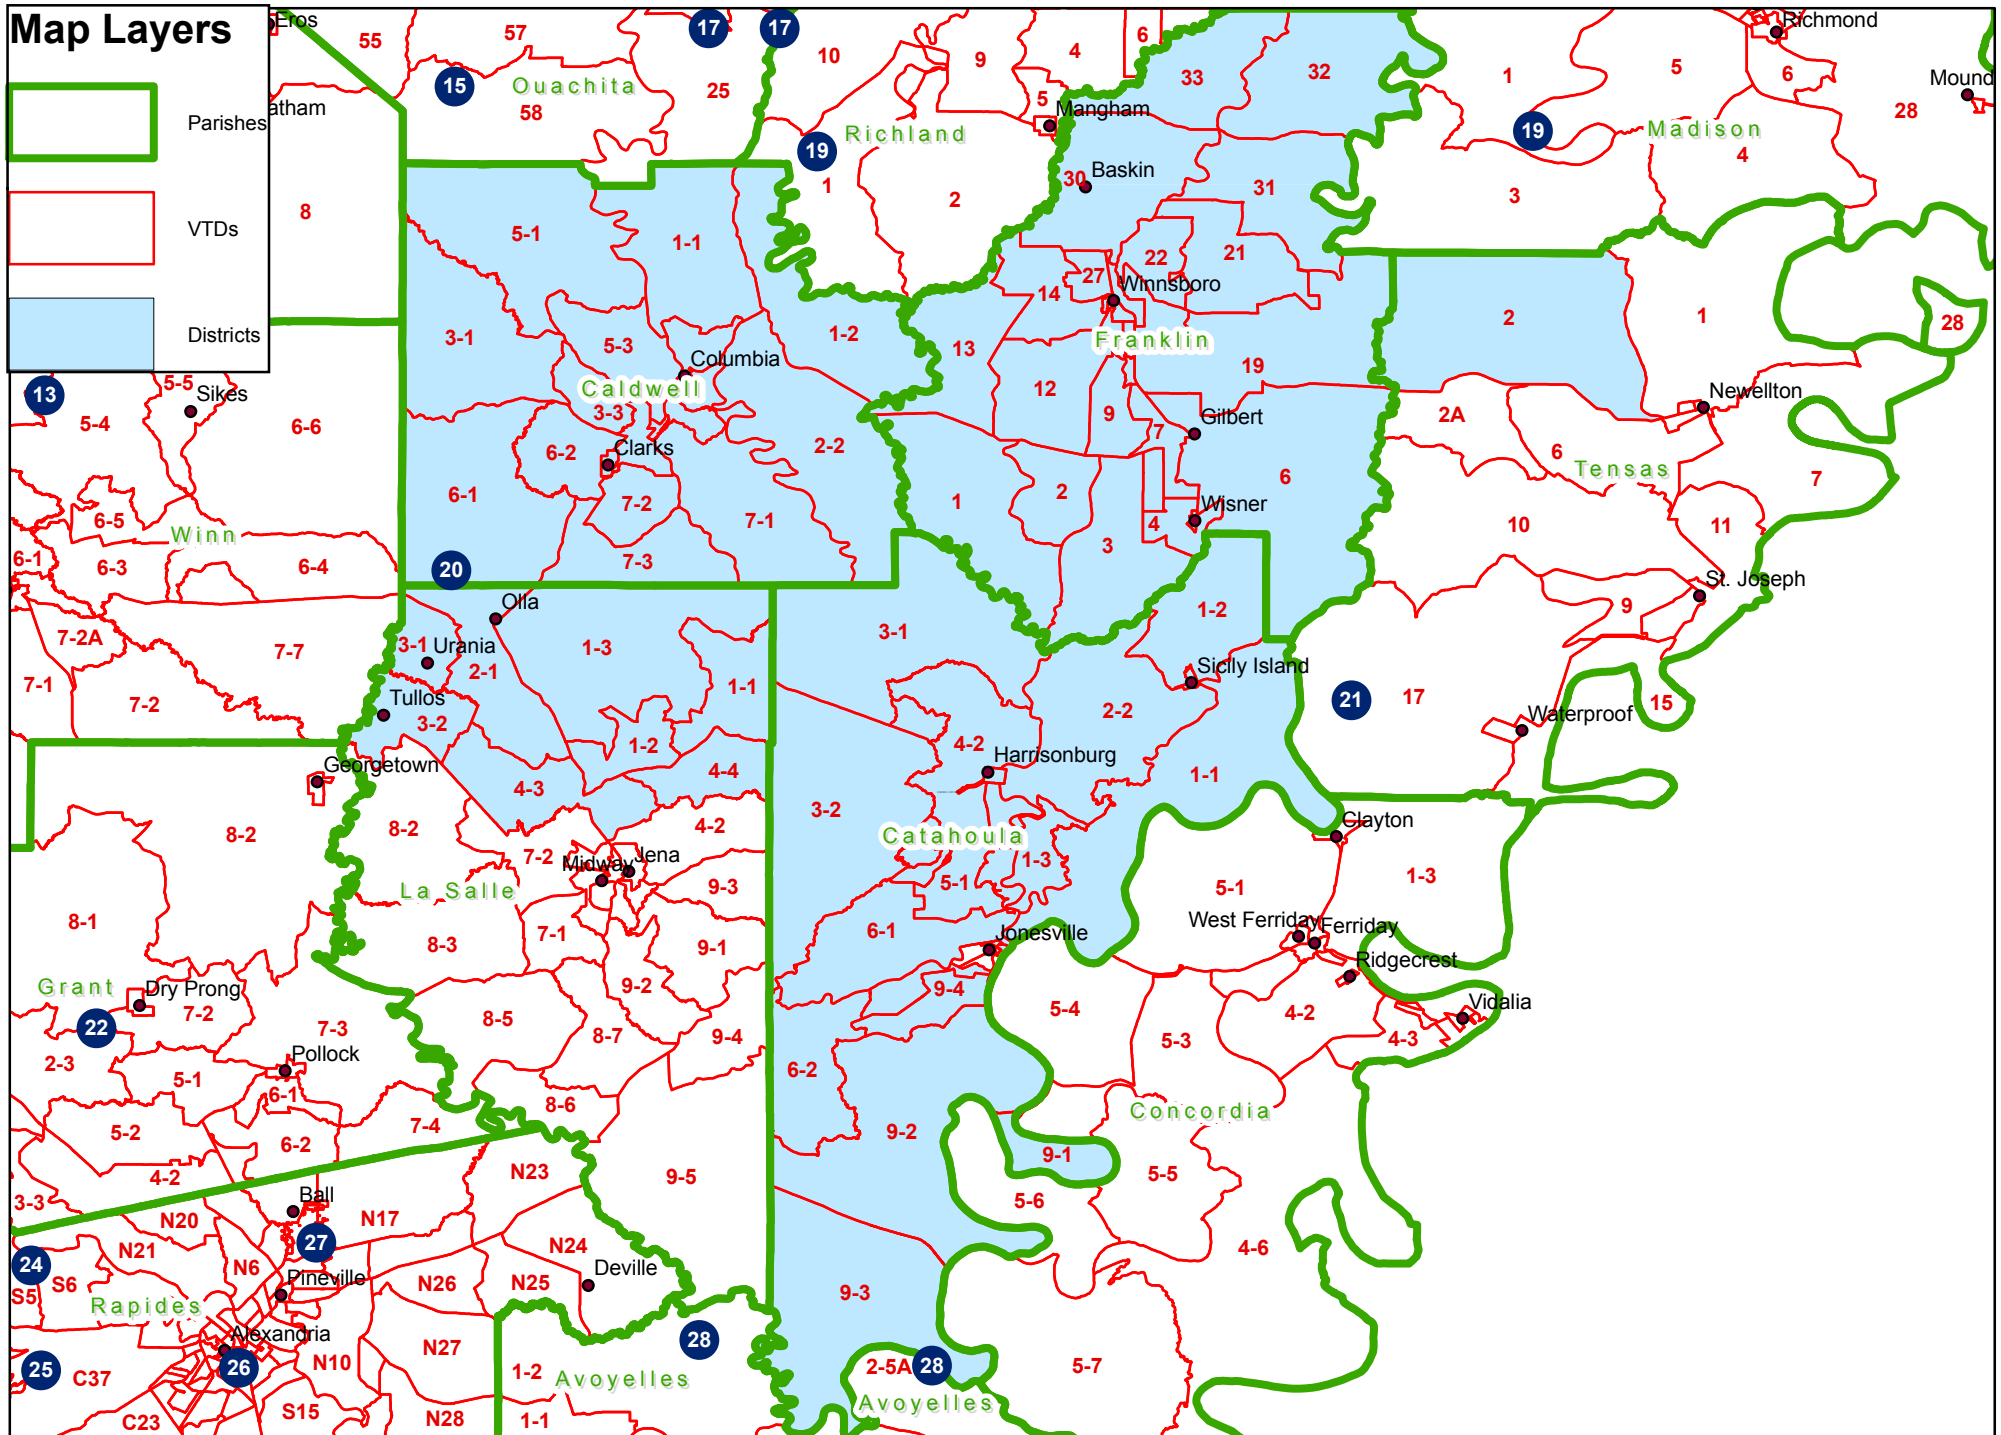 Map Layers
Parishes
VTDs
Districts
Eros
55
57
17
17
10
9
4
6
33
32
1
5
6
Richmond
Mound
28
15
Ouachita
25
58
atham
5
Mangham
19
Richland
19
Madison
4
8
1
2
30
Baskin
31
3
5-1
1-1
22
21
27
14
Winnsboro
2
1
28
3-1
5-3
1-2
13
Franklin
19
Columbia
Caldwell
12
13
5-5
Sikes
5-4
6-6
3-3
9
7
Gilbert
2A
Newellton
6-2
Clarks
2-2
6
Tensas
7
6-1
7-2
7-1
1
2
6
4
Wisner
10
11
6-5
Winn
3
6-1
6-3
6-4
20
7-3
St. Joseph
9
Olla
1-2
7-2A
7-7
3-1
Urania
2-1
1-3
3-1
7-1
7-2
1-1
Sicily Island
21
17
15
Tullos
3-2
2-2
Waterproof
1-2
4-2
Harrisonburg
Georgetown
4-3
4-4
1-1
3-2
8-2
8-2
4-2
Catahoula
Clayton
7-2
Midway
Jena
1-3
La Salle
9-3
5-1
5-1
1-3
8-1
8-3
7-1
9-1
6-1
Jonesville
West Ferriday
Ferriday
Ridgecrest
Grant
Dry Prong
7-2
9-2
9-4
5-4
4-2
Vidalia
22
7-3
8-5
8-7
9-4
5-3
4-3
2-3
Pollock
5-1
6-1
6-2
8-6
Concordia
5-2
6-2
7-4
9-2
9-1
4-2
N23
9-5
5-5
3-3
Ball
N20
N17
5-6
N21
27
N24
4-6
24
S6
N6
Pineville
N26
N25
Deville
S5
Rapides
9-3
Alexandria
N27
28
25
C37
26
N10
1-2
Avoyelles
2-5A
28
5-7
Avoyelles
C23
S15
N28
1-1